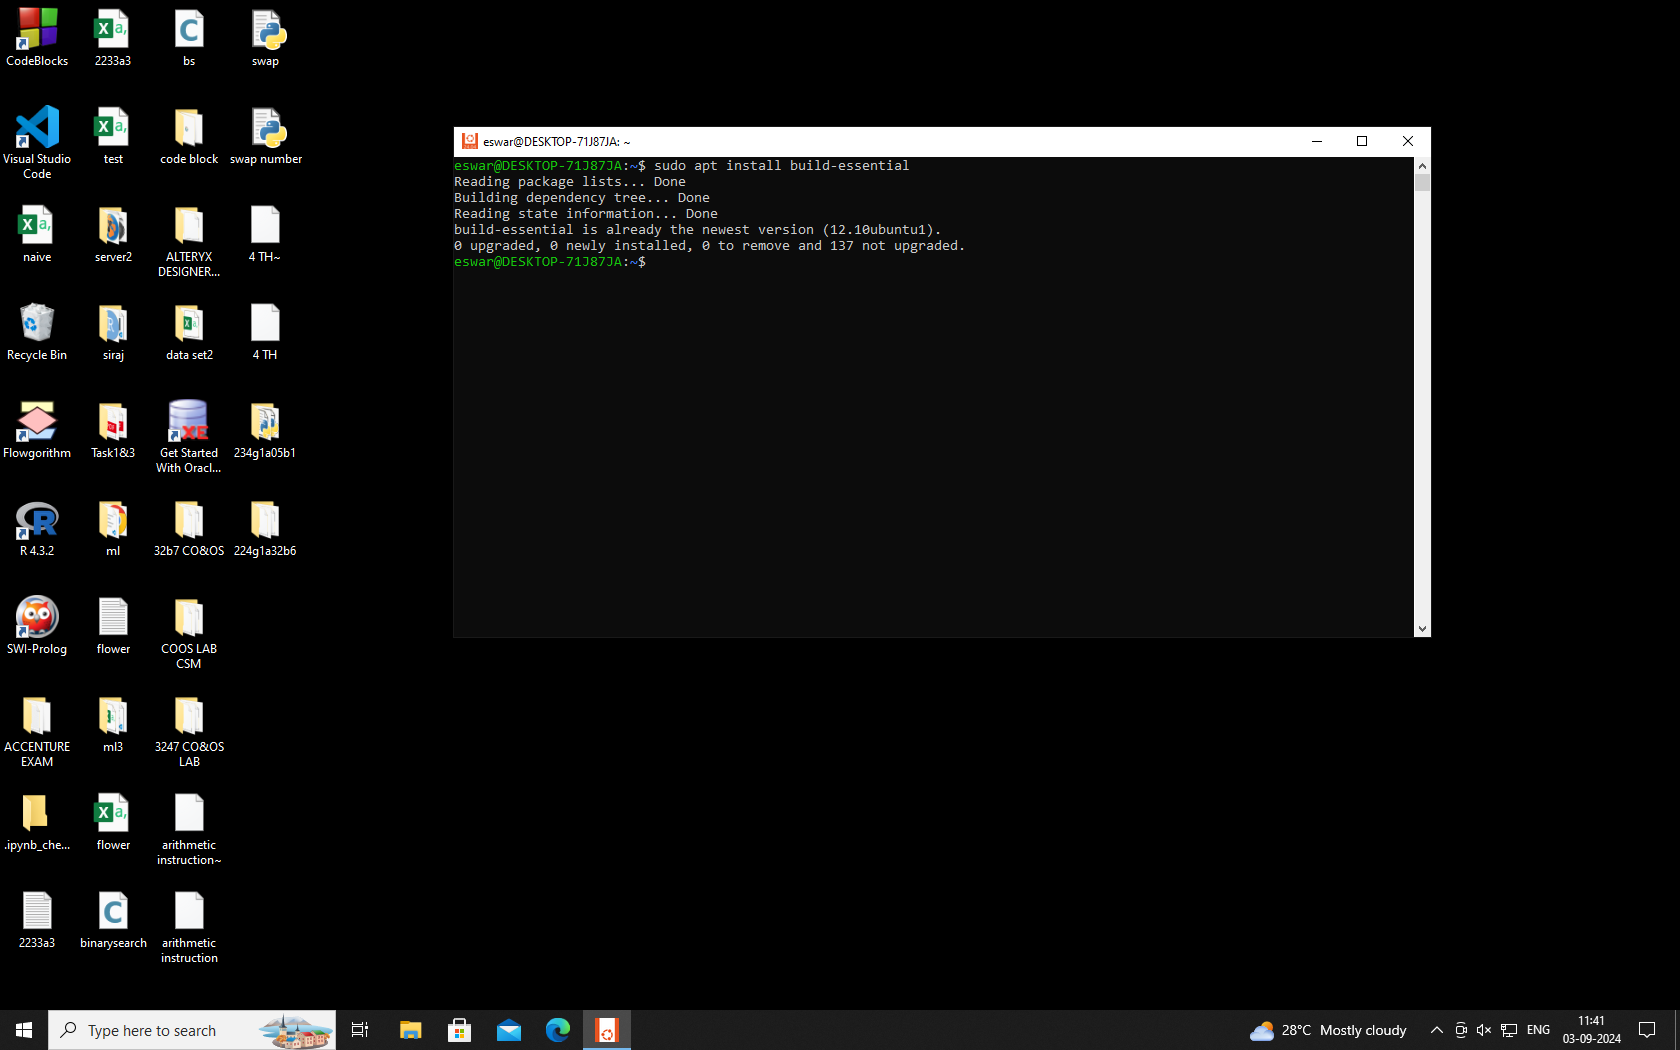 CodeBlocks
2233a3
bs
swap
Visual Studio
Code
test
code block
swap number
naive
server2
ALTERYX
DESIGNER...
4 TH~
Recycle Bin
siraj
data set2
4 TH
Flowgorithm
Task1&3
Get Started
With Oracl...
234g1a05b1
R 4.3.2
ml
32b7 CO&OS
224g1a32b6
SWI-Prolog
flower
COOS LAB
CSM
ACCENTURE
EXAM
ml3
3247 CO&OS
LAB
.ipynb_che...
flower
arithmetic
instruction~
2233a3
binarysearch
arithmetic
instruction
eswar@DESKTOP-71J87JA: ~
eswar@DESKTOP-71J87JA:~$ sudo apt install build-essential
Reading package lists... Done
Building dependency tree... Done
Reading state information... Done
build-essential is already the newest version (12.10ubuntu1).
0 upgraded, 0 newly installed, 0 to remove and 137 not upgraded.
eswar@DESKTOP-71J87JA:~$
Type here to search
28°C Mostly cloudy
ENG
11:41
03-09-2024